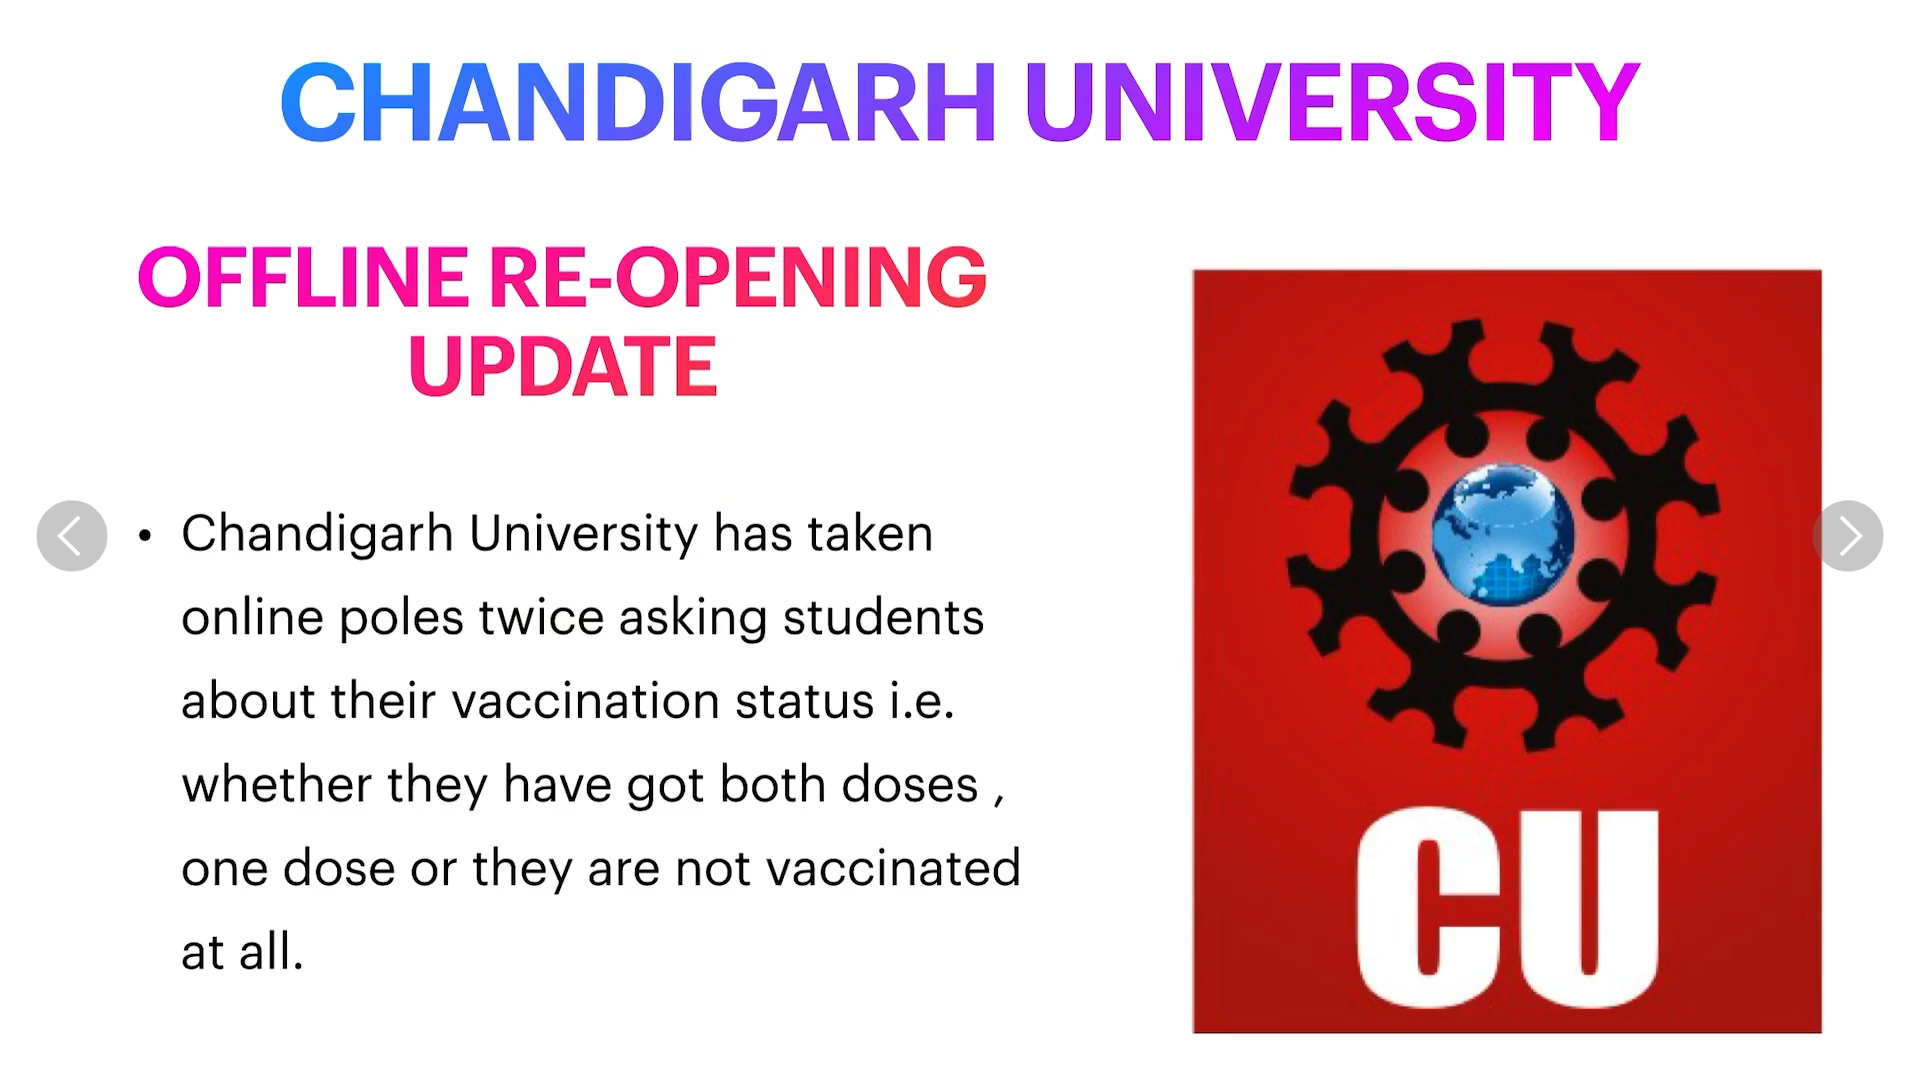 CHANDIGARH UNIVERSITY
OFFLINE RE-OPENING
UPDATE
• Chandigarh University has taken
online poles twice asking students
about their vaccination status i.e.
whether they have got both doses ,
one dose or they are not vaccinated
at all.
CU